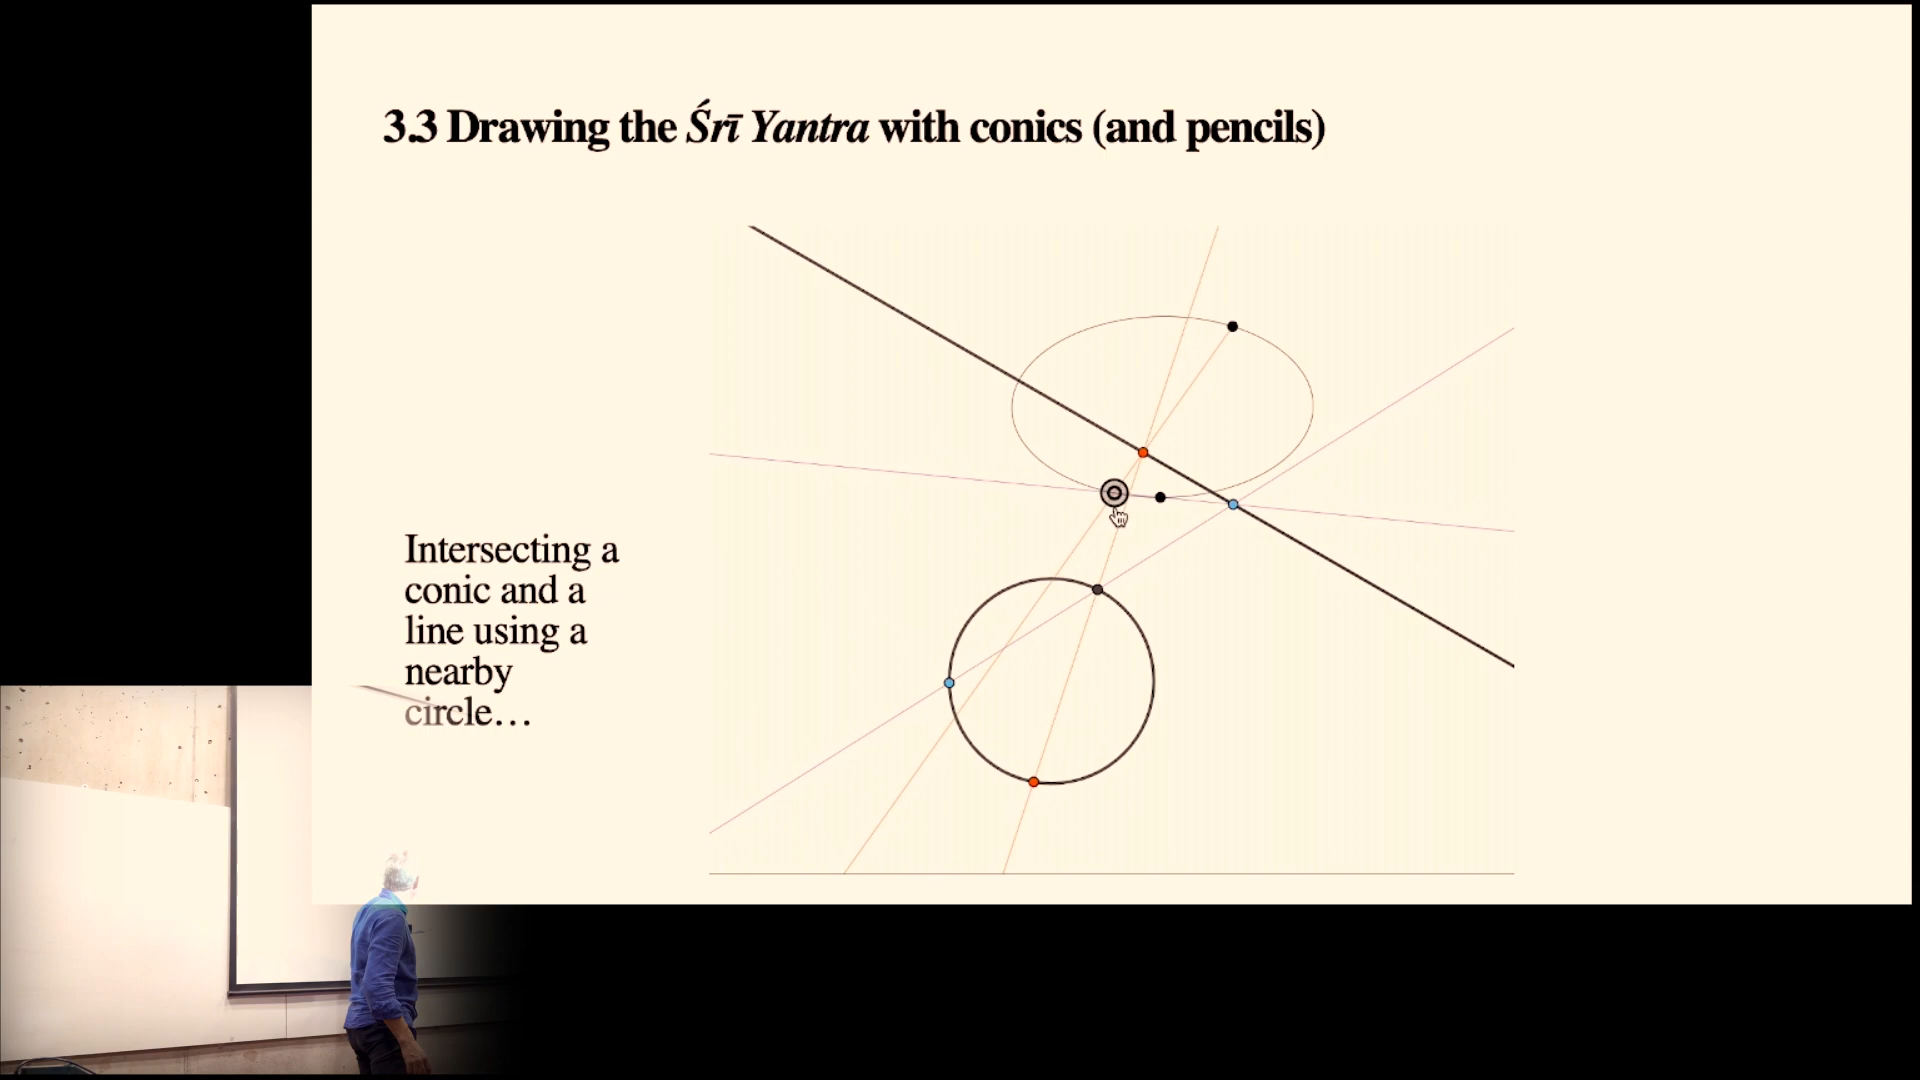 3.3 Drawing the Śrī Yantra with conics (and pencils)
Intersecting a
conic and a
line using a
nearby
circle…